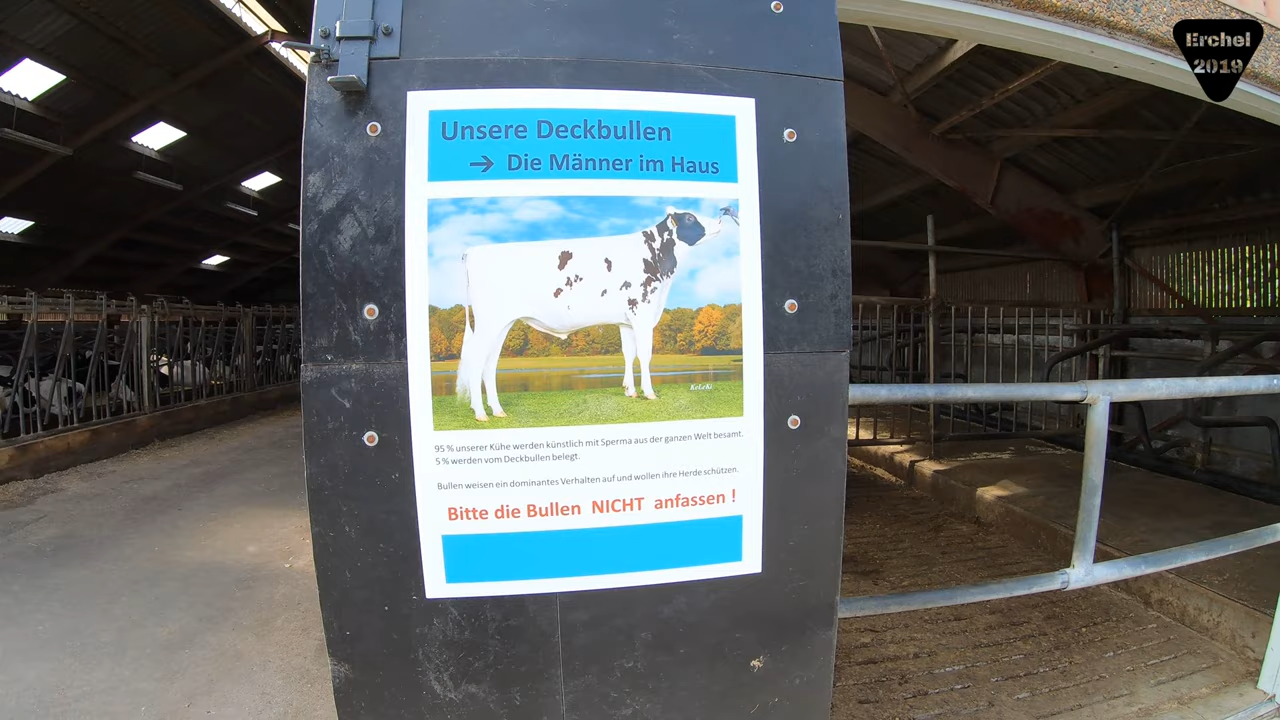 Erchel
2019
Unsere Deckbullen
→ Die Männer im Haus
KeLeKi
95 % unserer Kühe werden künstlich mit Sperma aus der ganzen Welt besamt.
5 % werden vom Deckbullen belegt.
Bullen weisen ein dominantes Verhalten auf und wollen ihre Herde schützen.
Bitte die Bullen NICHT anfassen !